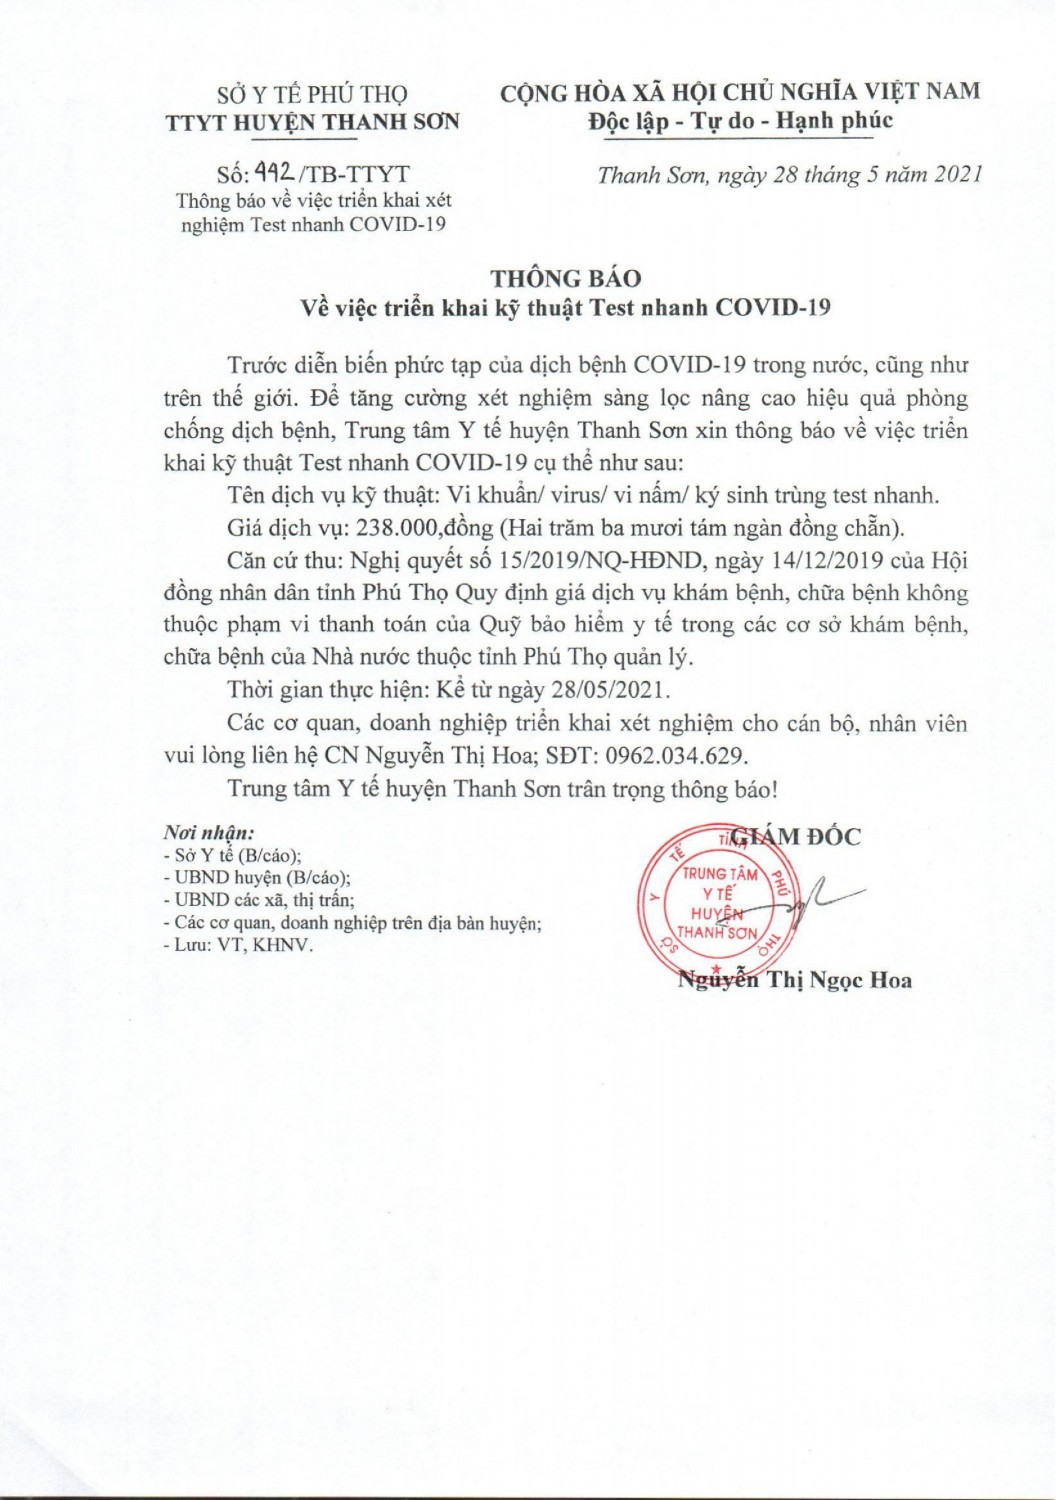 SỞ Y TẾ PHÚ THỌ
TTYT HUYỆN THANH SƠN
CỘNG HÒA XÃ HỘI CHỦ NGHĨA VIỆT NAM
Độc lập - Tự do - Hạnh phúc
Số: 442/TB-TTYT
Thông báo về việc triển khai xét
nghiệm Test nhanh COVID-19
Thanh Sơn, ngày 28 tháng 5 năm 2021
THÔNG BÁO
Về việc triển khai kỹ thuật Test nhanh COVID-19
Trước diễn biến phức tạp của dịch bệnh COVID-19 trong nước, cũng như
trên thế giới. Để tăng cường xét nghiệm sàng lọc nâng cao hiệu quả phòng
chống dịch bệnh, Trung tâm Y tế huyện Thanh Sơn xin thông báo về việc triển
khai kỹ thuật Test nhanh COVID-19 cụ thể như sau:
Tên dịch vụ kỹ thuật: Vi khuẩn/ virus/ vi nấm/ ký sinh trùng test nhanh.
Giá dịch vụ: 238.000,đồng (Hai trăm ba mươi tám ngàn đồng chẵn).
Căn cứ thu: Nghị quyết số 15/2019/NQ-HĐND, ngày 14/12/2019 của Hội
đồng nhân dân tỉnh Phú Thọ Quy định giá dịch vụ khám bệnh, chữa bệnh không
thuộc phạm vi thanh toán của Quỹ bảo hiểm y tế trong các cơ sở khám bệnh,
chữa bệnh của Nhà nước thuộc tỉnh Phú Thọ quản lý.
Thời gian thực hiện: Kể từ ngày 28/05/2021.
Các cơ quan, doanh nghiệp triển khai xét nghiệm cho cán bộ, nhân viên
vui lòng liên hệ CN Nguyễn Thị Hoa; SĐT: 0962.034.629.
Trung tâm Y tế huyện Thanh Sơn trân trọng thông báo!
Nơi nhận:
- Sở Y tế (B/cáo);
- UBND huyện (B/cáo);
- UBND các xã, thị trấn;
- Các cơ quan, doanh nghiệp trên địa bàn huyện;
- Lưu: VT, KHNV.
GIÁM ĐỐC
SỞ Y TẾ TỈNH PHÚ THỌ
TRUNG TÂM
Y TẾ
HUYỆN
THANH SƠN
Nguyễn Thị Ngọc Hoa